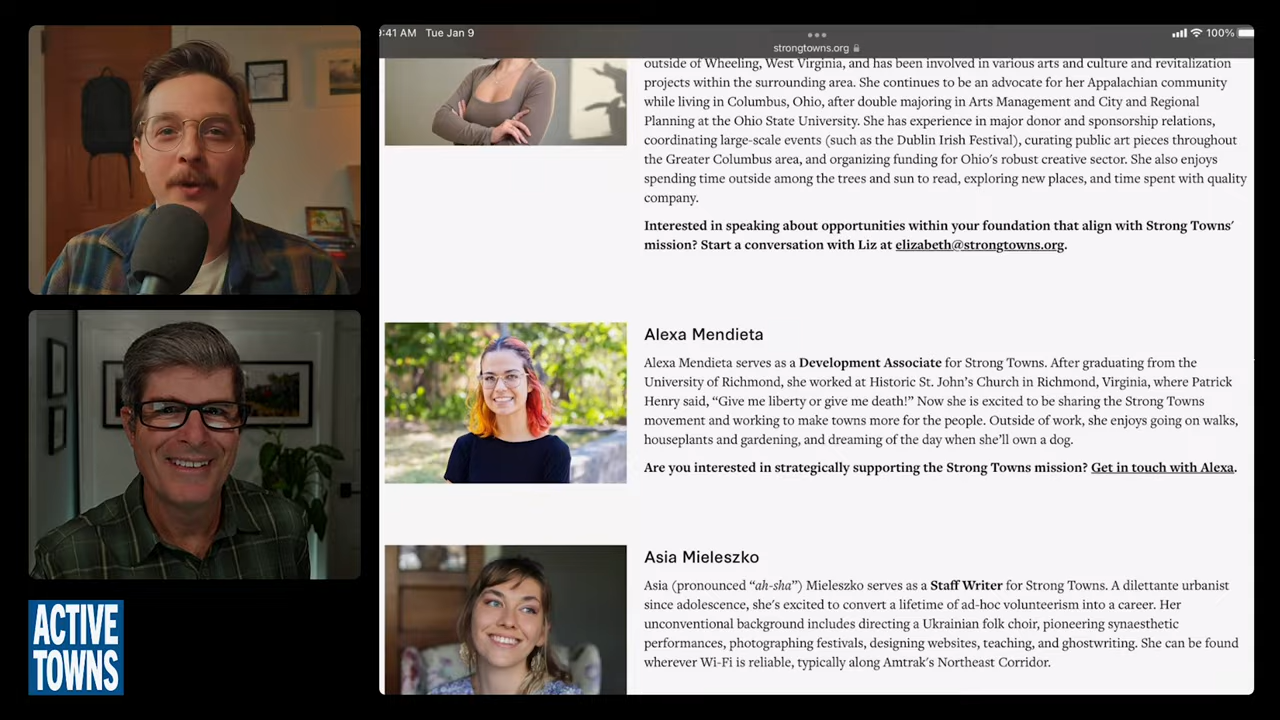 9:41 AM Tue Jan 9
100%
strongtowns.org
outside of Wheeling, West Virginia, and has been involved in various arts and culture and revitalization
projects within the surrounding area. She continues to be an advocate for her Appalachian community
while living in Columbus, Ohio, after double majoring in Arts Management and City and Regional
Planning at the Ohio State University. She has experience in major donor and sponsorship relations,
coordinating large-scale events (such as the Dublin Irish Festival), curating public art pieces throughout
the Greater Columbus area, and organizing funding for Ohio's robust creative sector. She also enjoys
spending time outside among the trees and sun to read, exploring new places, and time spent with quality
company.
Interested in speaking about opportunities within your foundation that align with Strong Towns'
mission? Start a conversation with Liz at elizabeth@strongtowns.org.
Alexa Mendieta
Alexa Mendieta serves as a Development Associate for Strong Towns. After graduating from the
University of Richmond, she worked at Historic St. John's Church in Richmond, Virginia, where Patrick
Henry said, “Give me liberty or give me death!” Now she is excited to be sharing the Strong Towns
movement and working to make towns more for the people. Outside of work, she enjoys going on walks,
houseplants and gardening, and dreaming of the day when she'll own a dog.
Are you interested in strategically supporting the Strong Towns mission? Get in touch with Alexa.
Asia Mieleszko
Asia (pronounced “ah-sha”) Mieleszko serves as a Staff Writer for Strong Towns. A dilettante urbanist
since adolescence, she's excited to convert a lifetime of ad-hoc volunteerism into a career. Her
unconventional background includes directing a Ukrainian folk choir, pioneering synaesthetic
performances, photographing festivals, designing websites, teaching, and ghostwriting. She can be found
wherever Wi-Fi is reliable, typically along Amtrak's Northeast Corridor.
ACTIVE
TOWNS